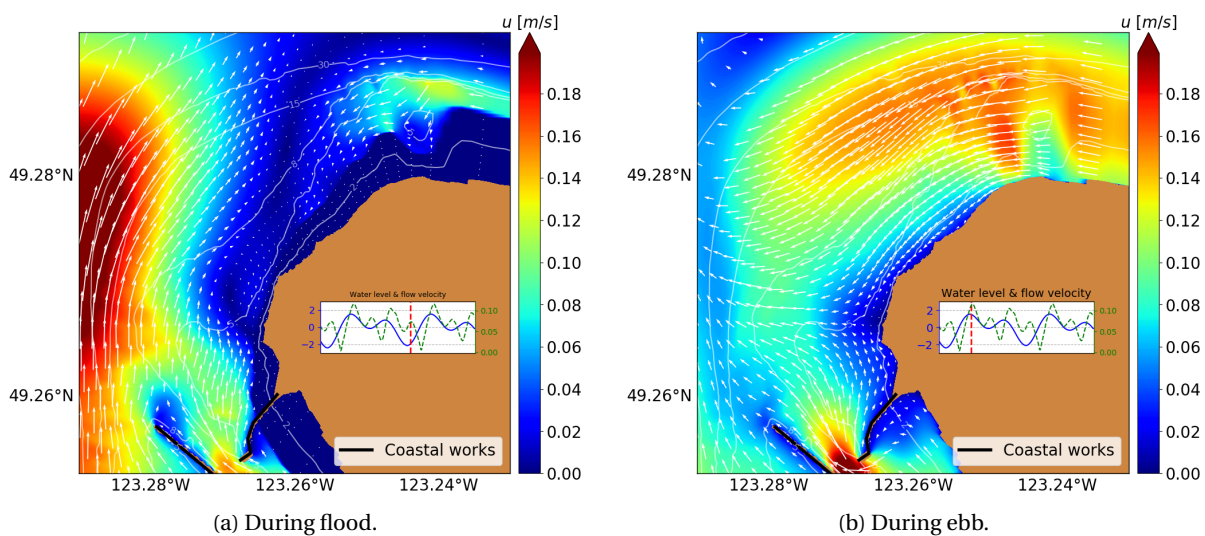 u [m/s]
0.18
0.16
0.14
0.12
0.10
0.08
0.06
0.04
0.02
0.00
49.28°N
49.26°N
123.28°W
123.26°W
123.24°W
30
15
Water level & flow velocity
2
0
−2
0.10
0.05
0.00
Coastal works
(a) During flood.
u [m/s]
0.18
0.16
0.14
0.12
0.10
0.08
0.06
0.04
0.02
0.00
49.28°N
49.26°N
123.28°W
123.26°W
123.24°W
Water level & flow velocity
2
0
−2
0.10
0.05
0.00
Coastal works
(b) During ebb.